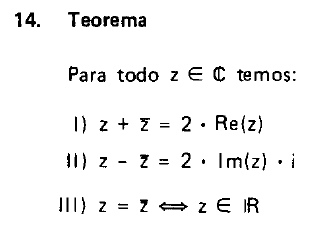 14. Teorema
Para todo z ∈ ℂ temos:
I) z + z̅ = 2 · Re(z)
II) z − z̅ = 2 · Im(z) · i
III) z = z̅ ⟺ z ∈ ℝ